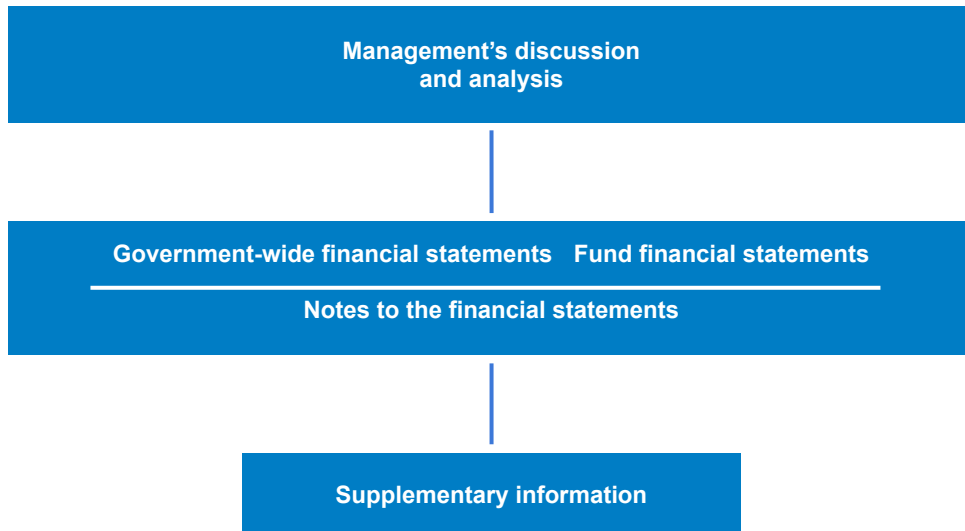 Management’s discussion
and analysis
Government-wide financial statements Fund financial statements
Notes to the financial statements
Supplementary information